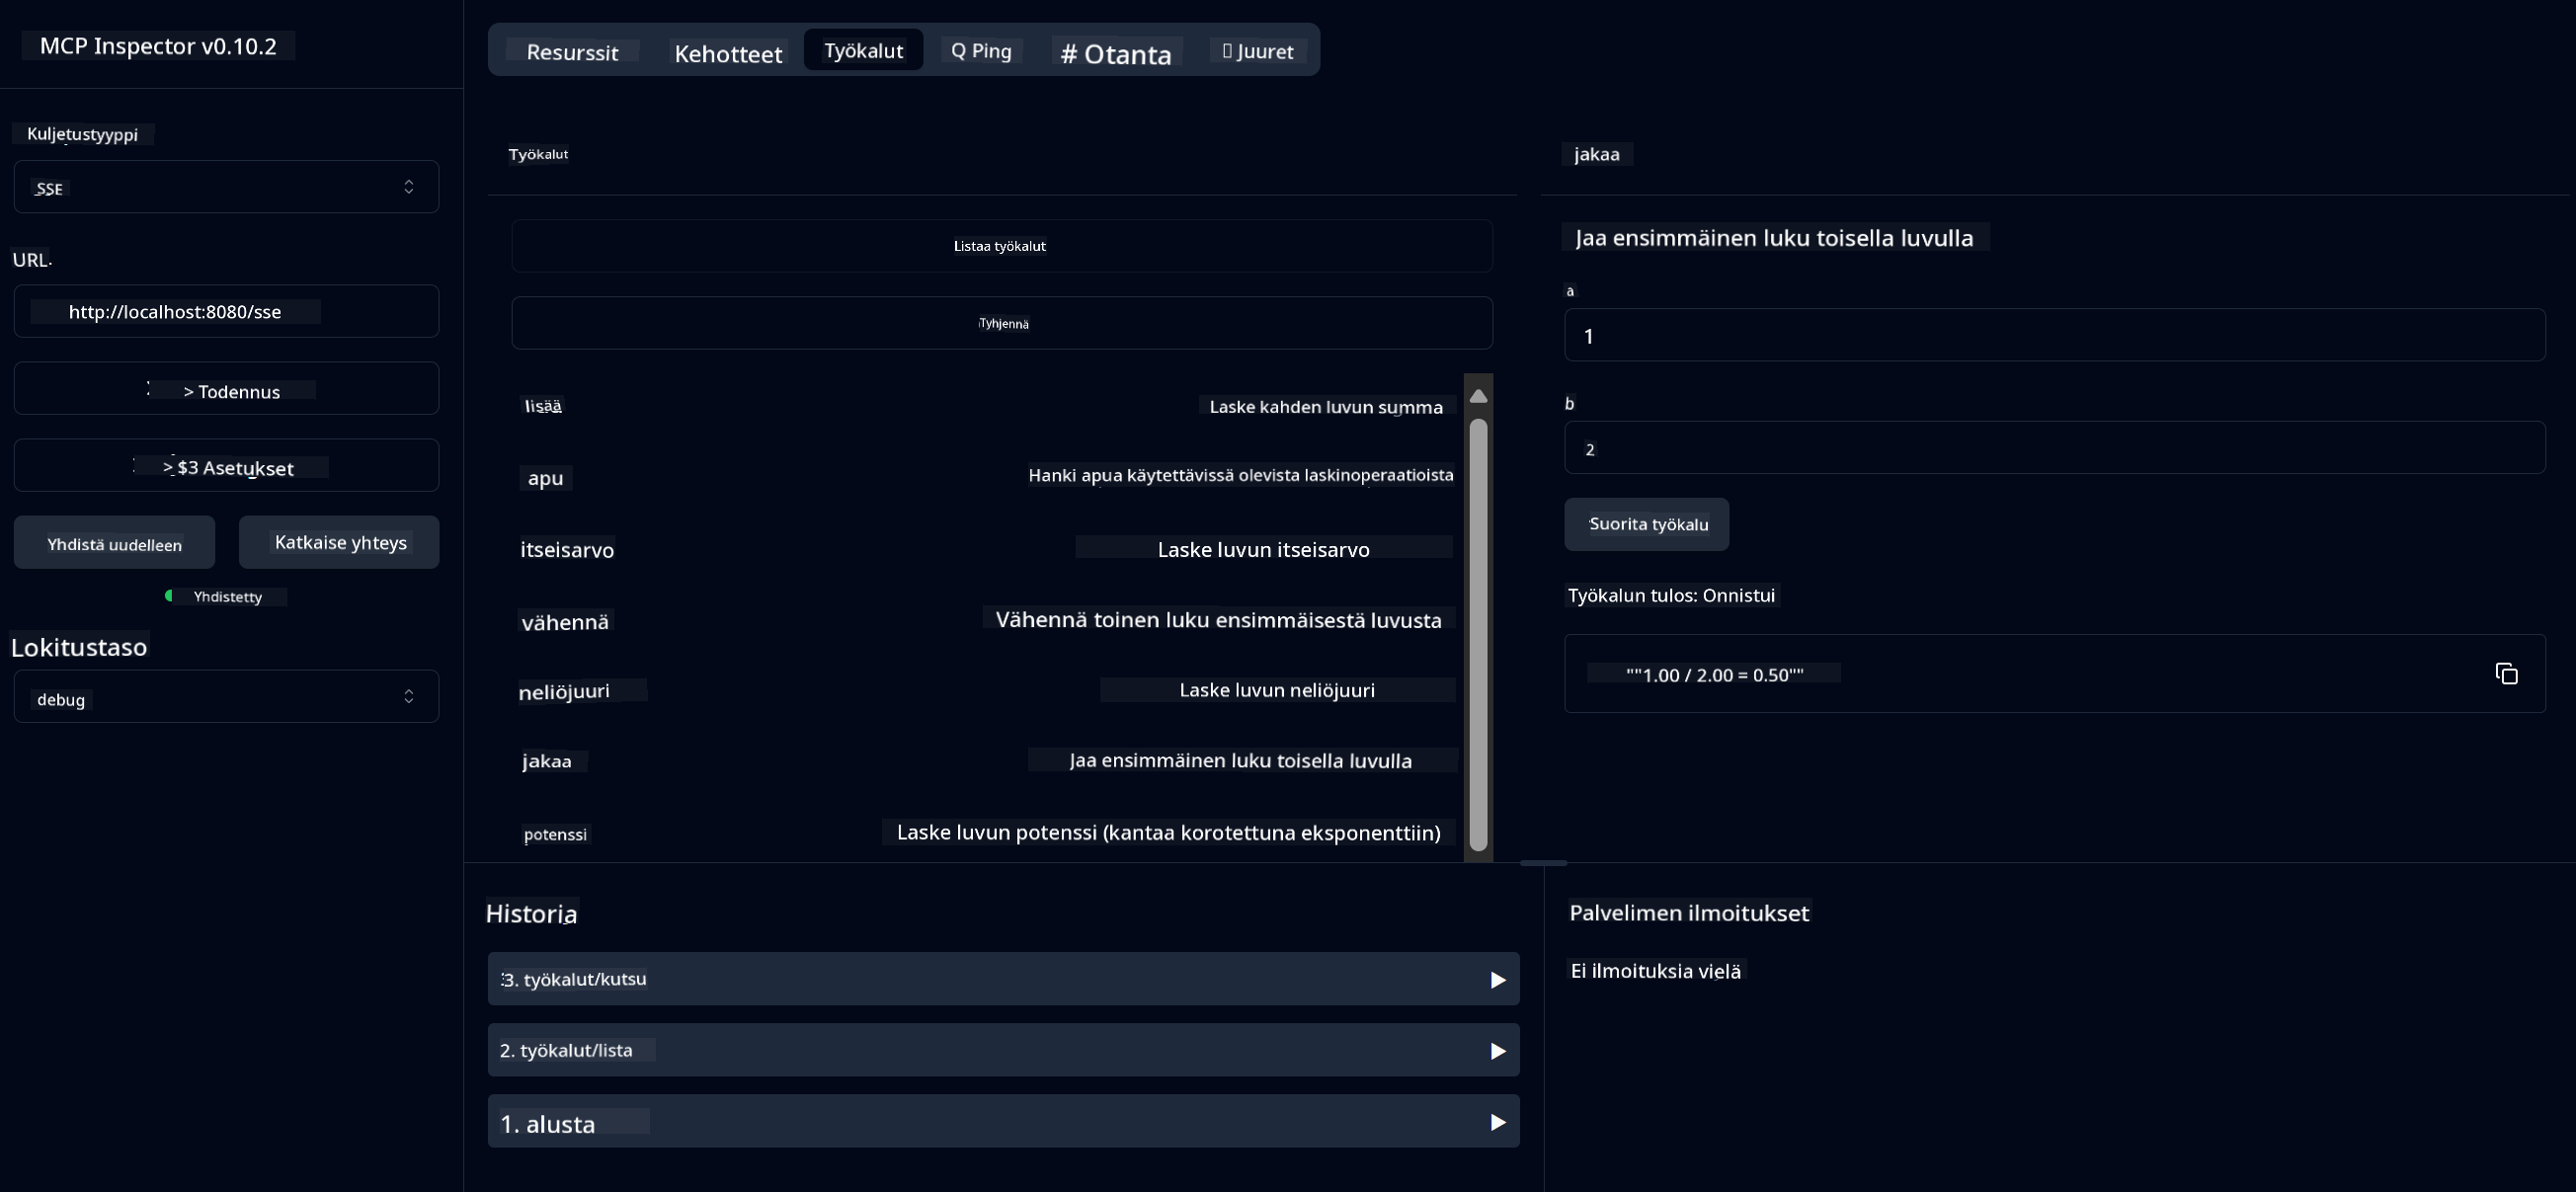 MCP Inspector v0.10.2
Kuljetustyyppi
SSE
URL
http://localhost:8080/sse
> Todennus
> $3 Asetukset
Yhdistä uudelleen
Katkaise yhteys
Yhdistetty
Lokitustaso
debug
Resurssit
Kehotteet
Työkalut
Q Ping
# Otanta
Juuret
Työkalut
Listaa työkalut
Tyhjennä
lisää
Laske kahden luvun summa
apu
Hanki apua käytettävissä olevista laskinoperaatioista
itseisarvo
Laske luvun itseisarvo
vähennä
Vähennä toinen luku ensimmäisestä luvusta
neliöjuuri
Laske luvun neliöjuuri
jakaa
Jaa ensimmäinen luku toisella luvulla
potenssi
Laske luvun potenssi (kantaa korotettuna eksponenttiin)
jakaa
Jaa ensimmäinen luku toisella luvulla
a
1
b
2
Suorita työkalu
Työkalun tulos: Onnistui
""1.00 / 2.00 = 0.50""
Historia
3. työkalut/kutsu
2. työkalut/lista
1. alusta
Palvelimen ilmoitukset
Ei ilmoituksia vielä